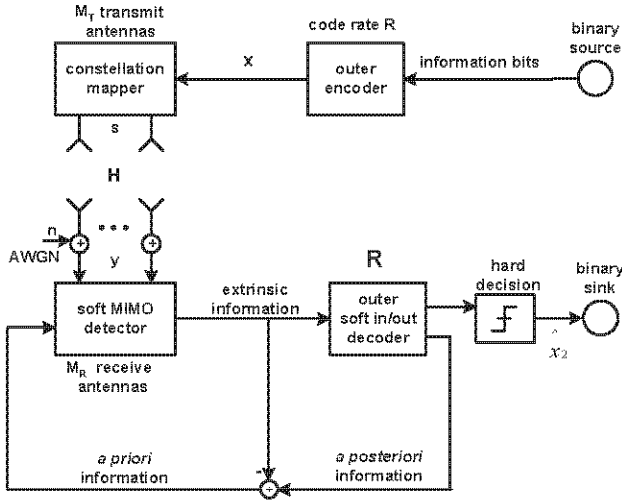 M_T transmit
antennas
code rate R
binary
source
constellation
mapper
x
outer
encoder
information bits
s
H
n
AWGN
y
...
+
+
R
hard
decision
binary
sink
soft MIMO
detector
extrinsic
information
outer
soft in/out
decoder
x̂₂
M_R receive
antennas
a priori
information
-
+
a posteriori
information